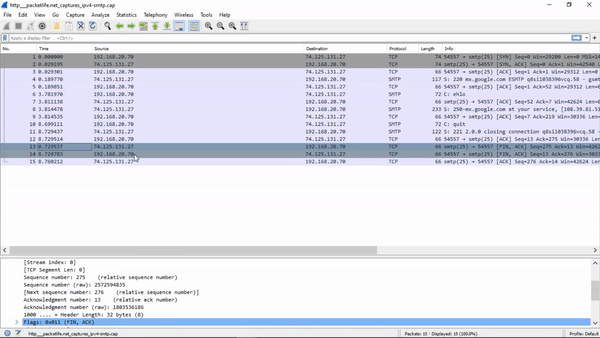 http__packetlife.net_captures_ipv4-smtp.cap
File Edit View Go Capture Analyze Statistics Telephony Wireless Tools Help
Apply a display filter ... <Ctrl-/>
No. Time Source Destination Protocol Length Info
1 0.000000 192.168.20.70 74.125.131.27 TCP 74 54557 → smtp(25) [SYN] Seq=0 Win=29200 Len=0 MSS=14
2 0.029195 74.125.131.27 192.168.20.70 TCP 74 smtp(25) → 54557 [SYN, ACK] Seq=0 Ack=1 Win=42540 L
3 0.029301 192.168.20.70 74.125.131.27 TCP 66 54557 → smtp(25) [ACK] Seq=1 Ack=1 Win=29312 Len=0
4 0.189770 74.125.131.27 192.168.20.70 SMTP 117 S: 220 mx.google.com ESMTP
5 0.189851 192.168.20.70 74.125.131.27 TCP 66 54557 → smtp(25) [ACK] Seq=1 Ack=52 Win=29312 Len=
6 3.781970 192.168.20.70 74.125.131.27 SMTP 72 C: ehlo
7 3.811138 74.125.131.27 192.168.20.70 TCP 66 smtp(25) → 54557 [ACK] Seq=52 Ack=7 Win=42624 Len=0
8 3.814478 74.125.131.27 192.168.20.70 SMTP 233 S: 250-mx.google.com at your service,
9 3.814535 192.168.20.70 74.125.131.27 TCP 66 54557 → smtp(25) [ACK] Seq=7 Ack=219 Win=30336 Len=
10 8.699111 192.168.20.70 74.125.131.27 SMTP 72 C: quit
11 8.729437 74.125.131.27 192.168.20.70 SMTP 122 S: 221 2.0.0 closing connection
12 8.729514 192.168.20.70 74.125.131.27 TCP 66 54557 → smtp(25) [ACK] Seq=13 Ack=275 Win=30336 Len
13 8.729537 74.125.131.27 192.168.20.70 TCP 66 smtp(25) → 54557 [FIN, ACK] Seq=275 Ack=13 Win=4262
14 8.729783 192.168.20.70 74.125.131.27 TCP 66 54557 → smtp(25) [FIN, ACK] Seq=13 Ack=276 Win=3033
15 8.760212 74.125.131.27 192.168.20.70 TCP 66 smtp(25) → 54557 [ACK] Seq=276 Ack=14 Win=42624 Len
[Stream index: 0]
[TCP Segment Len: 0]
Sequence number: 275 (relative sequence number)
Sequence number (raw): 2572594835
[Next sequence number: 276 (relative sequence number)]
Acknowledgment number: 13 (relative ack number)
Acknowledgment number (raw): 1803536186
1000 .... = Header Length: 32 bytes (8)
Flags: 0x011 (FIN, ACK)
http__packetlife.net_captures_ipv4-smtp.cap Packets: 15 · Displayed: 15 (100.0%) Profile: Default